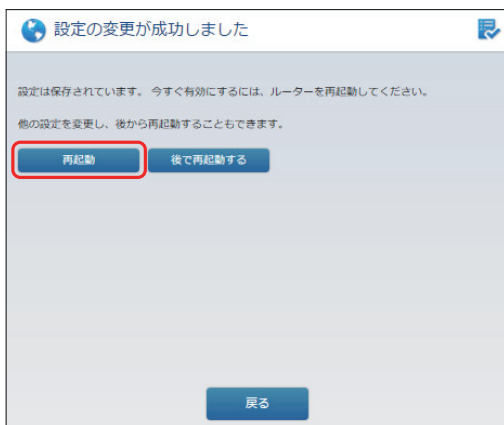 設定の変更が成功しました
設定は保存されています。 今すぐ有効にするには、ルーターを再起動してください。
他の設定を変更し、後から再起動することもできます。
再起動 後で再起動する
戻る